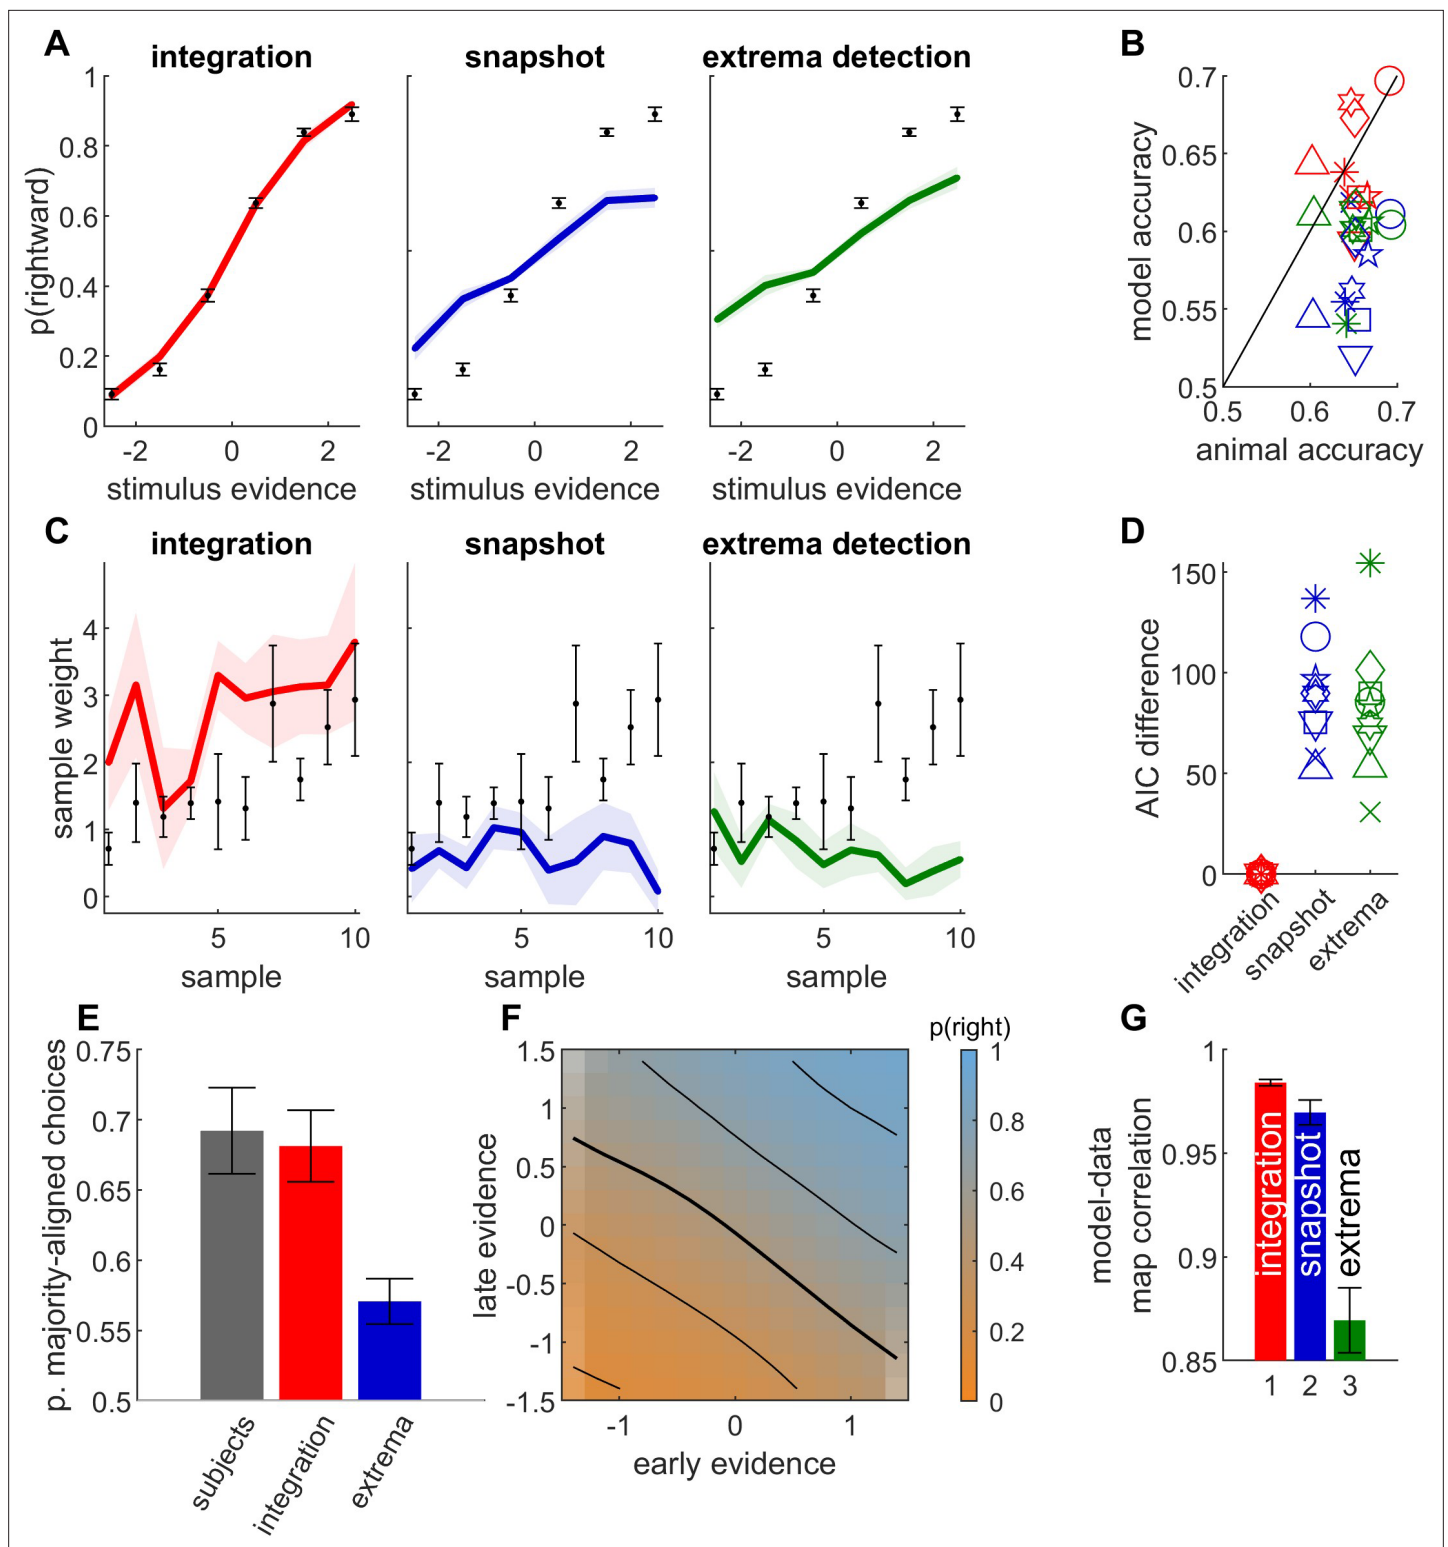 A
integration
snapshot
extrema detection
B
p(rightward)
1
0.8
0.6
0.4
0.2
0
-2 0 2
-2 0 2
-2 0 2
stimulus evidence
stimulus evidence
stimulus evidence
model accuracy
0.7
0.65
0.6
0.55
0.5
0.5 0.6 0.7
animal accuracy
C
integration
snapshot
extrema detection
D
sample weight
4
3
2
1
0
5 10
5 10
5 10
sample
sample
sample
AIC difference
150
100
50
0
integration
snapshot
extrema
E
p. majority-aligned choices
0.75
0.7
0.65
0.6
0.55
0.5
subjects
integration
extrema
F
late evidence
1.5
1
0.5
0
-0.5
-1
-1.5
-1 0 1
early evidence
p(right)
1
0.8
0.6
0.4
0.2
0
G
model-data
map correlation
1
0.95
0.9
0.85
integration
snapshot
extrema
1 2 3